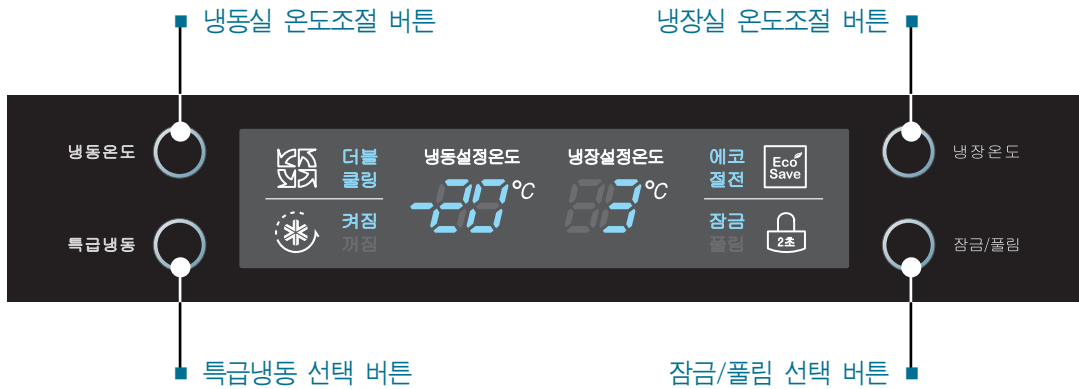 냉동실 온도조절 버튼
냉장실 온도조절 버튼
냉동온도
더블
쿨링
냉동설정온도
-20°C
냉장설정온도
3°C
에코
절전
Eco
Save
냉장온도
특급냉동
켜짐
꺼짐
잠금
풀림
2초
잠금/풀림
특급냉동 선택 버튼
잠금/풀림 선택 버튼